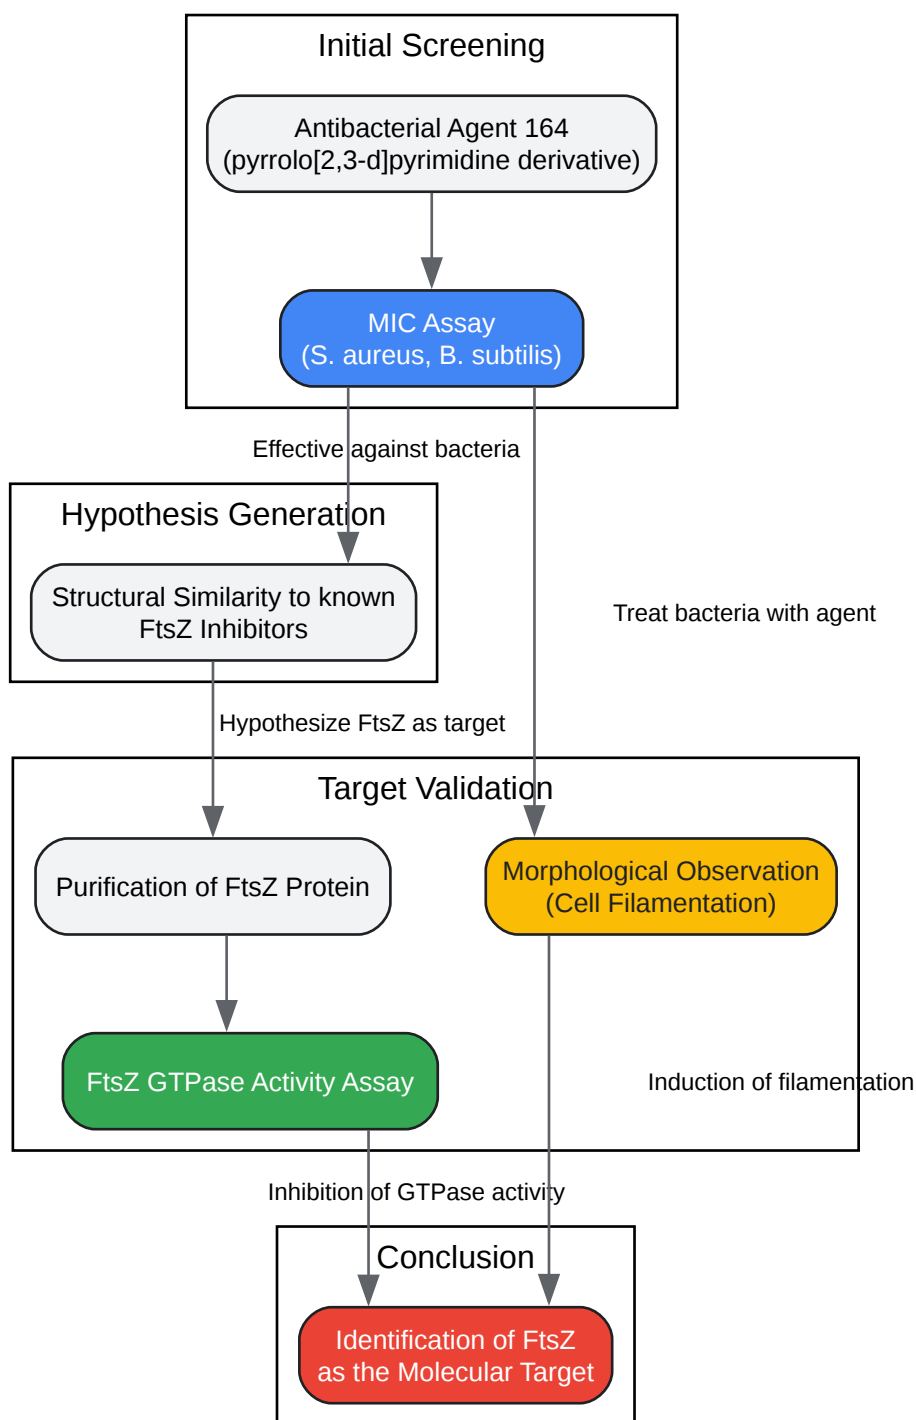 Initial Screening
Antibacterial Agent 164
(pyrrolo[2,3-d]pyrimidine derivative)
MIC Assay
(S. aureus, B. subtilis)
Effective against bacteria
Hypothesis Generation
Structural Similarity to known
FtsZ Inhibitors
Treat bacteria with agent
Hypothesize FtsZ as target
Target Validation
Purification of FtsZ Protein
Morphological Observation
(Cell Filamentation)
FtsZ GTPase Activity Assay
Induction of filamentation
Inhibition of GTPase activity
Conclusion
Identification of FtsZ
as the Molecular Target